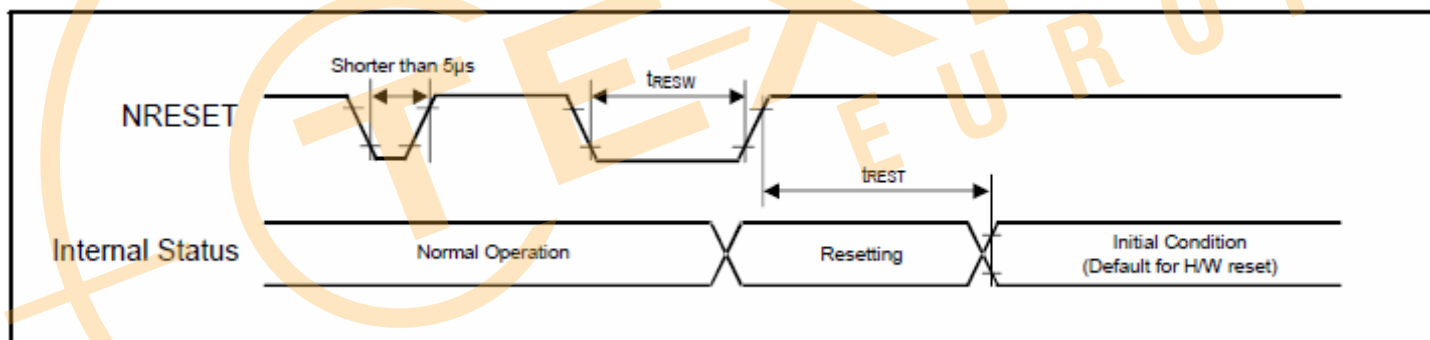 Shorter than 5µs
tRESW
NRESET
tREST
Internal Status
Normal Operation
Resetting
Initial Condition
(Default for H/W reset)